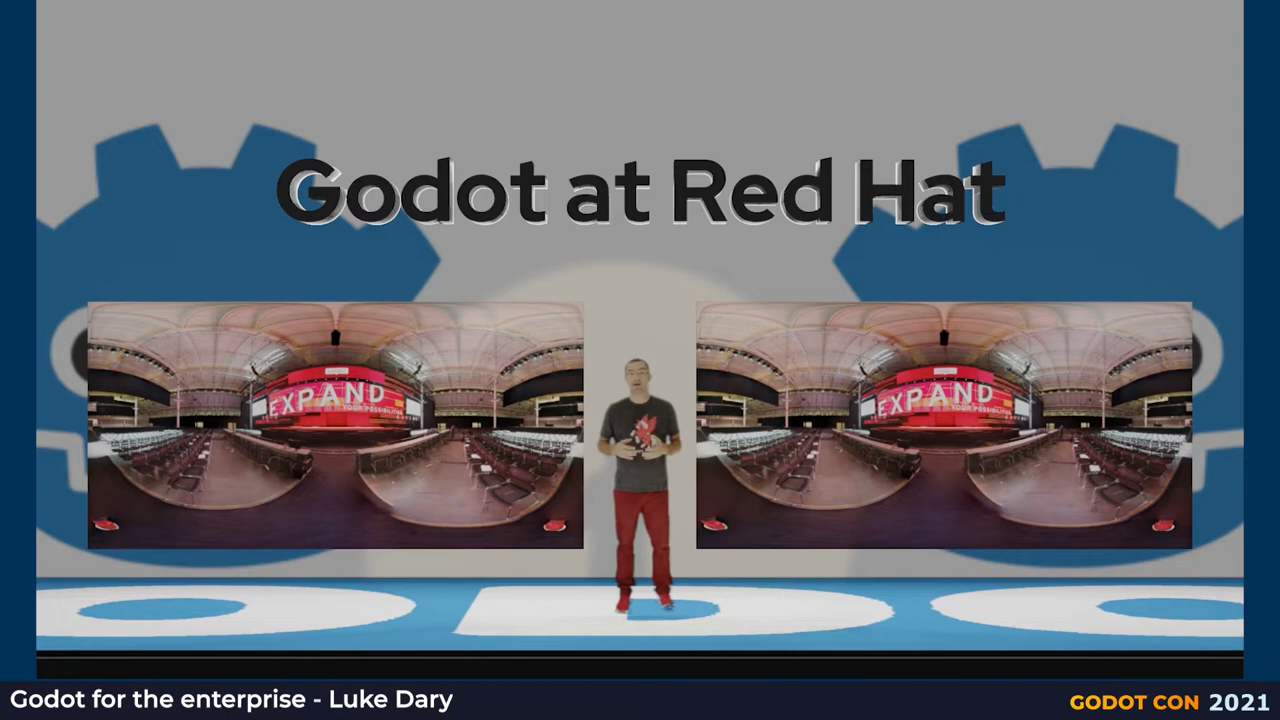 Godot at Red Hat
EXPAND
YOUR POSSIBILITIES
EXPAND
YOUR POSSIBILITIES
Godot for the enterprise - Luke Dary
GODOT CON 2021